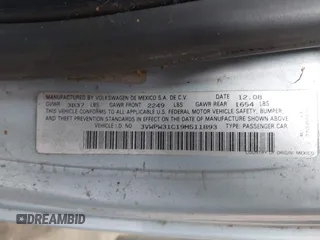 MANUFACTURED BY VOLKSWAGEN DE MEXICO S.A. DE C.V. DATE 12.08
GVWR 3837 LBS GAWR FRONT 2249 LBS GAWR REAR 1654 LBS
THIS VEHICLE CONFORMS TO ALL APPLICABLE U.S. FEDERAL MOTOR VEHICLE SAFETY, BUMPER,
AND THEFT PREVENTION STANDARDS IN EFFECT ON THE
DATE OF MANUFACTURE SHOWN ABOVE.
VEHICLE I.D. 3VWPW31C19M511893 TYPE: PASSENGER CAR
DREAMBID